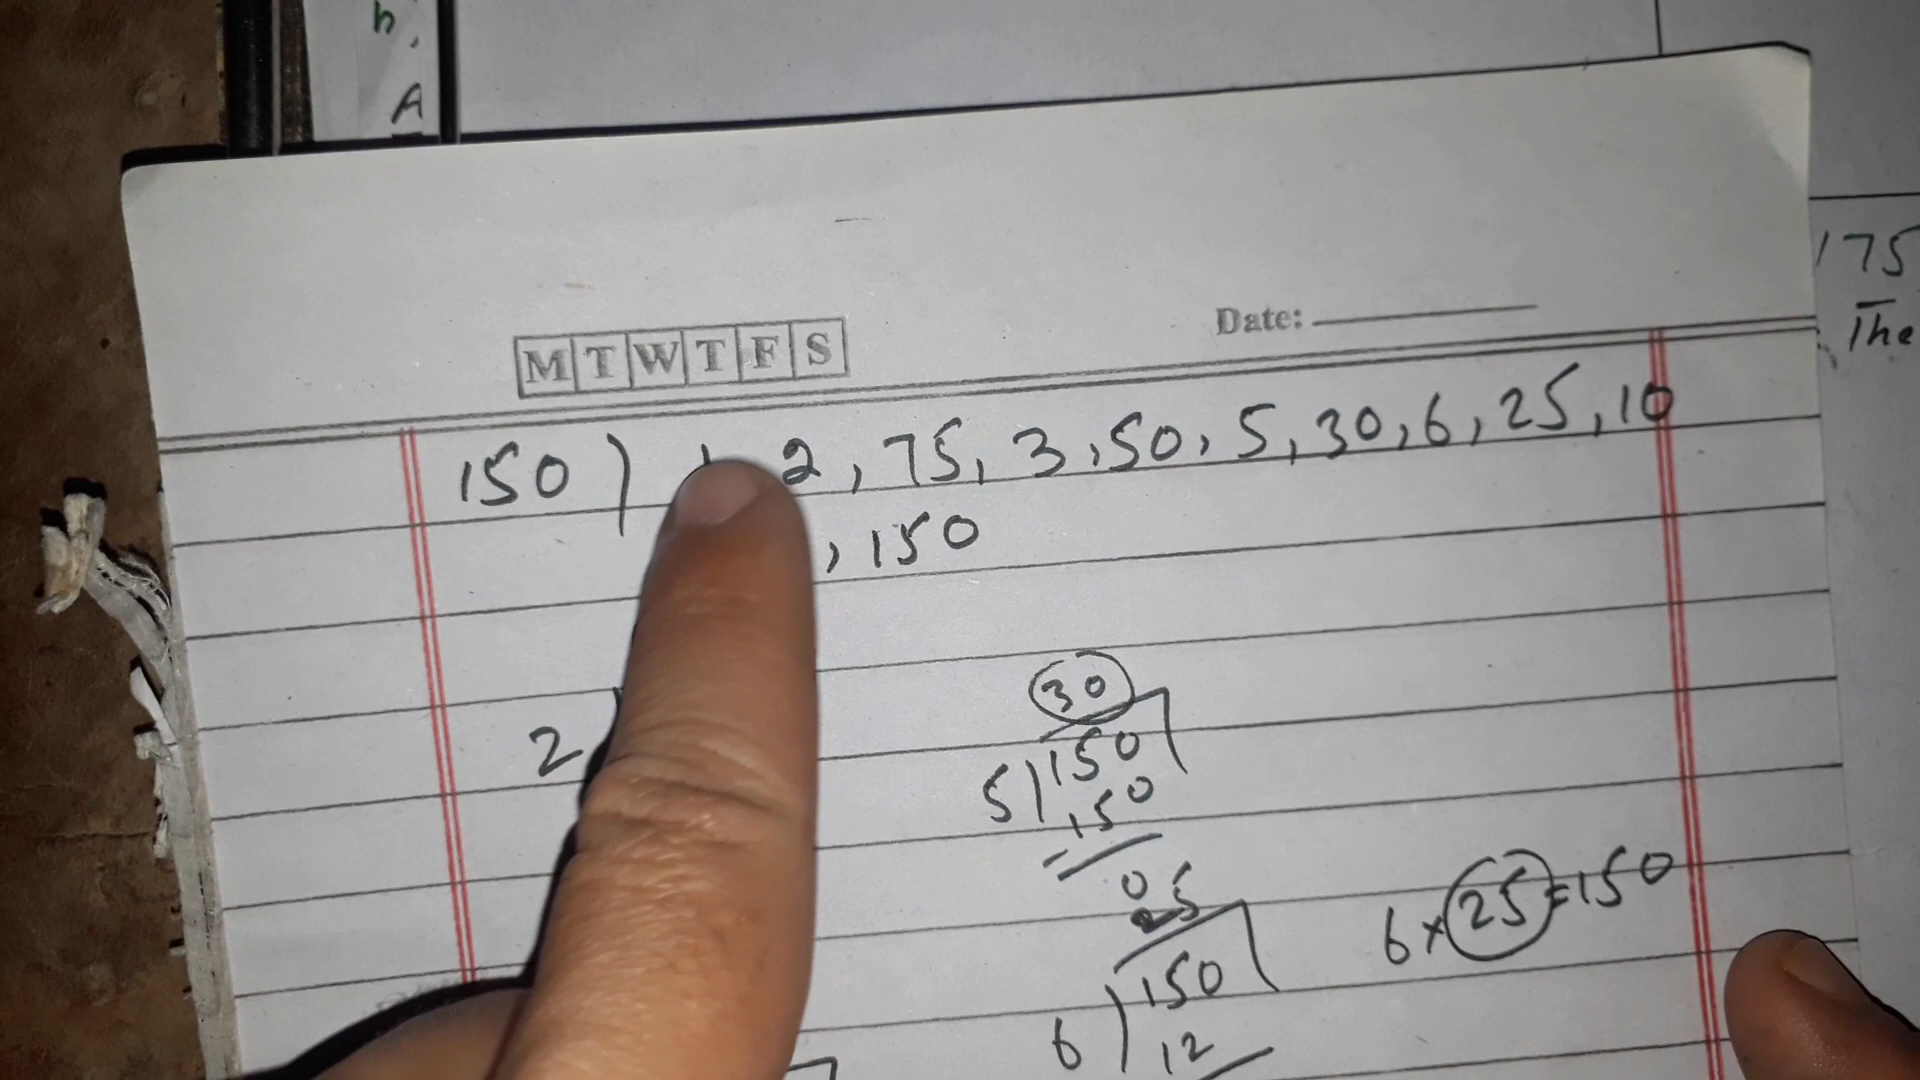 h,
A
175
The
M T W T F S
Date:
150) 1 2, 75, 3, 50, 5, 30, 6, 25, 10
, 150
30
2
5)150
150
0
25
6 × 25 = 150
6)150
12